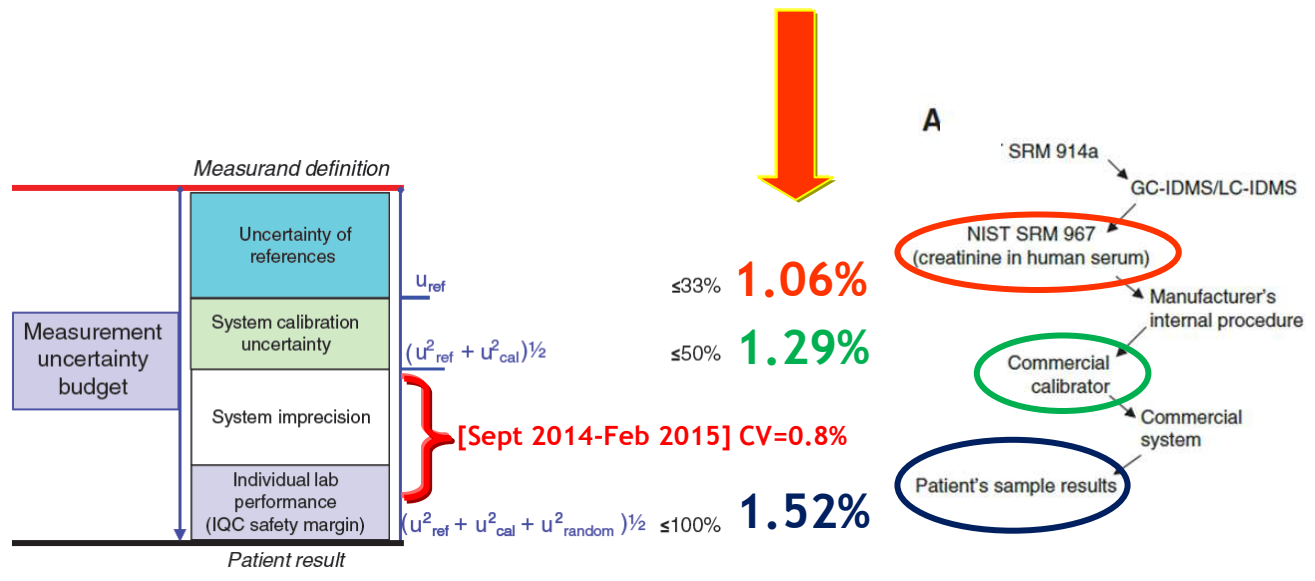 A
' SRM 914a
GC-IDMS/LC-IDMS
NIST SRM 967
(creatinine in human serum)
Manufacturer's
internal procedure
Commercial
calibrator
Commercial
system
Patient's sample results
Measurand definition
Uncertainty of
references
u_ref
≤33% 1.06%
Measurement
uncertainty
budget
System calibration
uncertainty
(u²ref + u²cal)½
≤50% 1.29%
System imprecision
[Sept 2014-Feb 2015] CV=0.8%
Individual lab
performance
(IQC safety margin)
(u²ref + u²cal + u²random )½ ≤100% 1.52%
Patient result